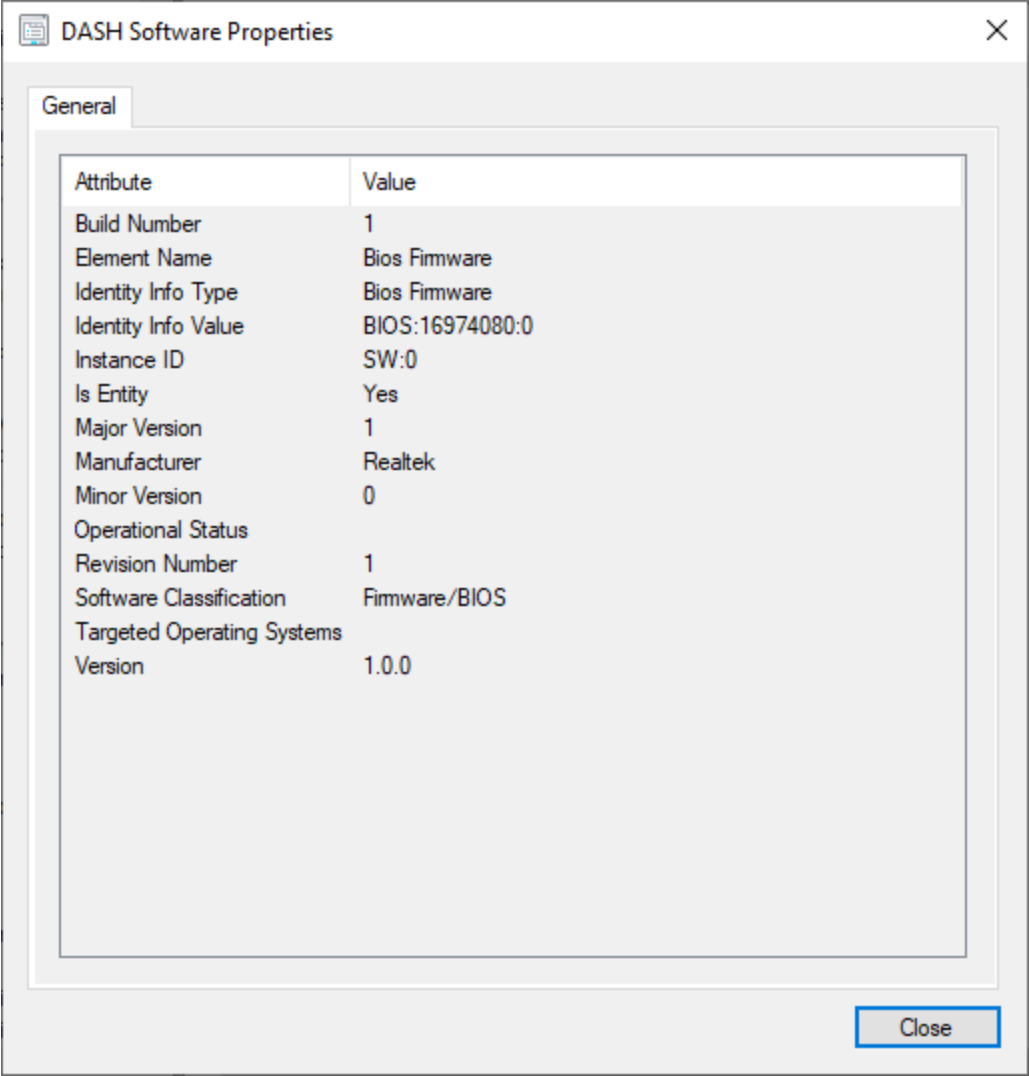 DASH Software Properties
General
Attribute Value
Build Number 1
Element Name Bios Firmware
Identity Info Type Bios Firmware
Identity Info Value BIOS:16974080:0
Instance ID SW:0
Is Entity Yes
Major Version 1
Manufacturer Realtek
Minor Version 0
Operational Status
Revision Number 1
Software Classification Firmware/BIOS
Targeted Operating Systems
Version 1.0.0
Close